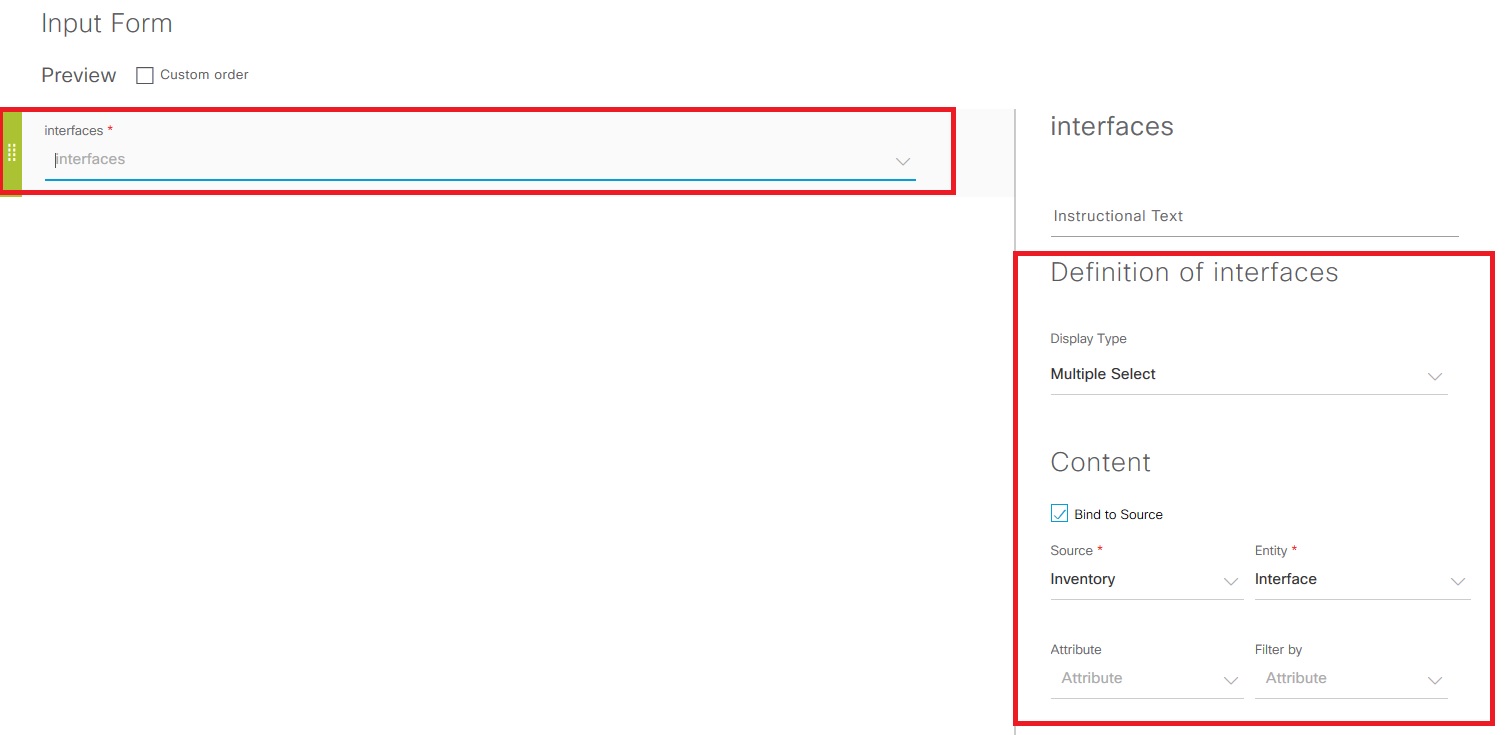 Input Form
Preview Custom order
interfaces *
interfaces
interfaces
Instructional Text
Definition of interfaces
Display Type
Multiple Select
Content
Bind to Source
Source * Entity *
Inventory Interface
Attribute Filter by
Attribute Attribute